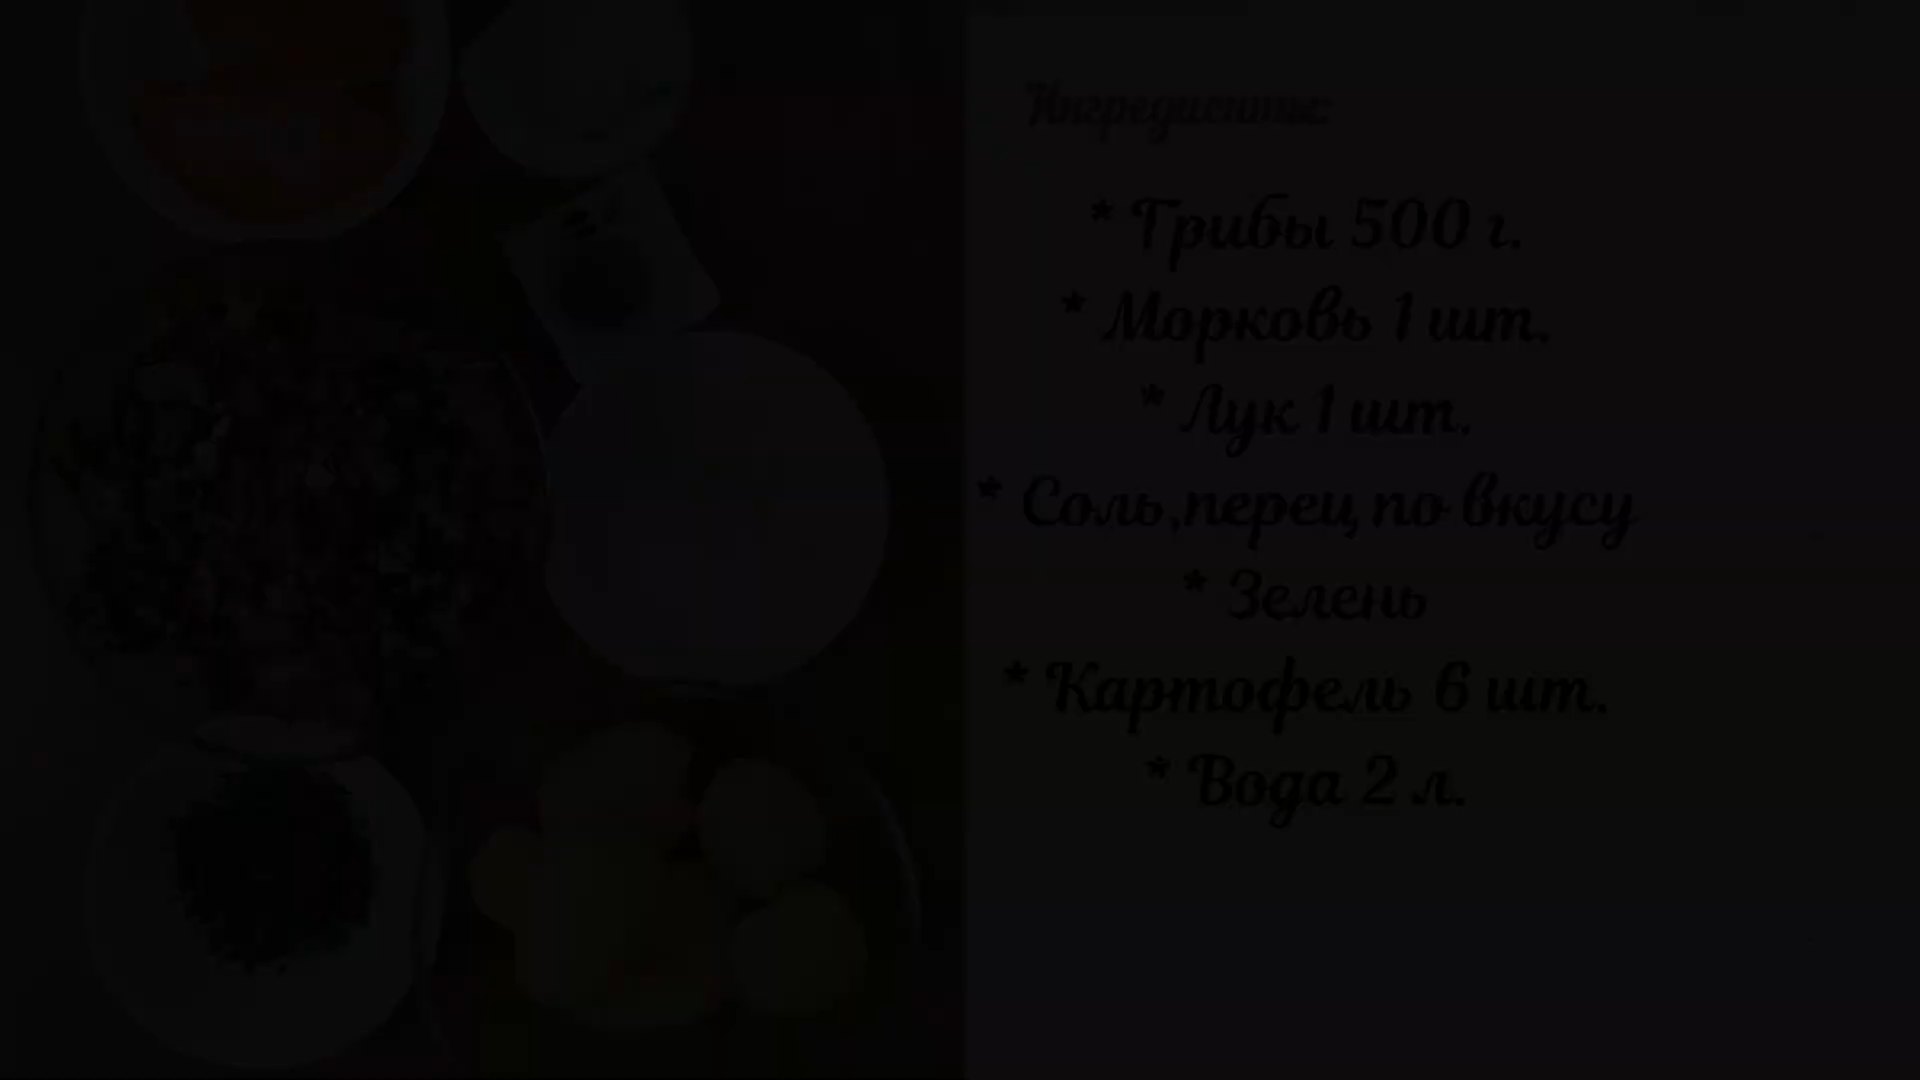 Ингредиенты:
* Грибы 500 г.
* Морковь 1 шт.
* Лук 1 шт.
* Соль,перец по вкусу
* Зелень
* Картофель 6 шт.
* Вода 2 л.